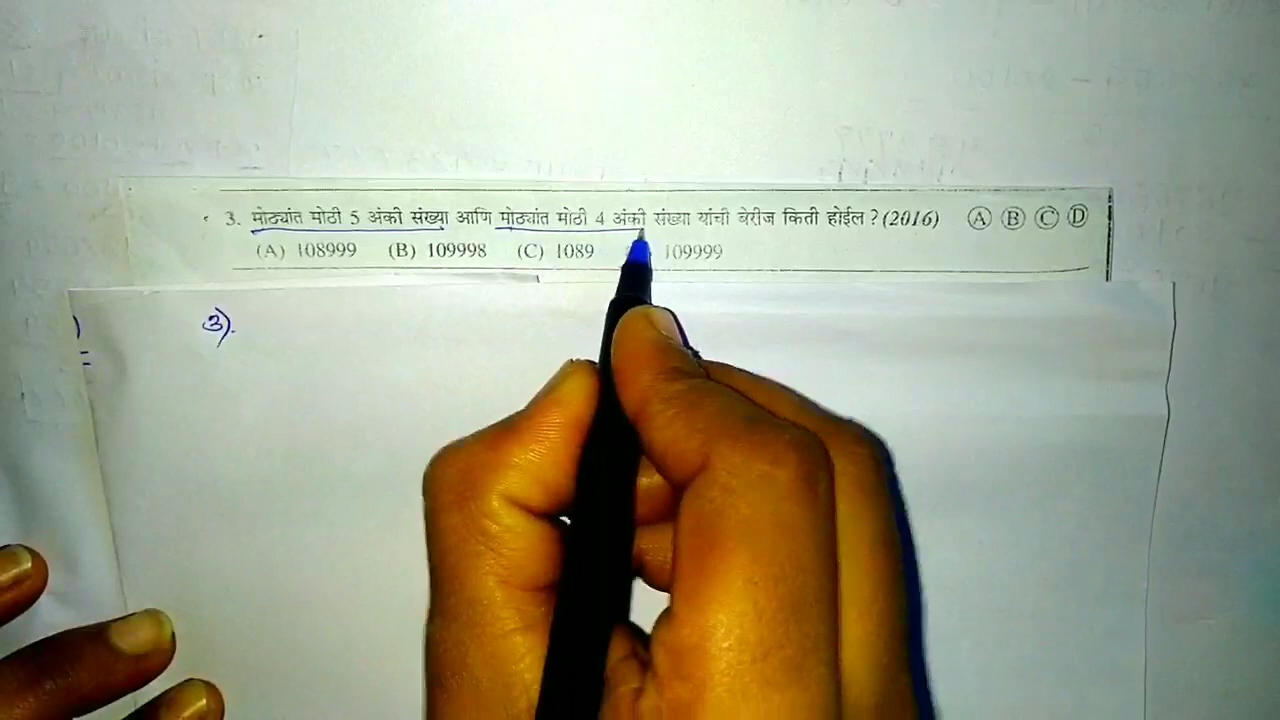 3. मोठ्यांत मोठी 5 अंकी संख्या आणि मोठ्यांत मोठी 4 अंकी संख्या यांची बेरीज किती होईल ? (2016) Ⓐ Ⓑ Ⓒ Ⓓ
(A) 108999 (B) 109998 (C) 1089 109999
3).